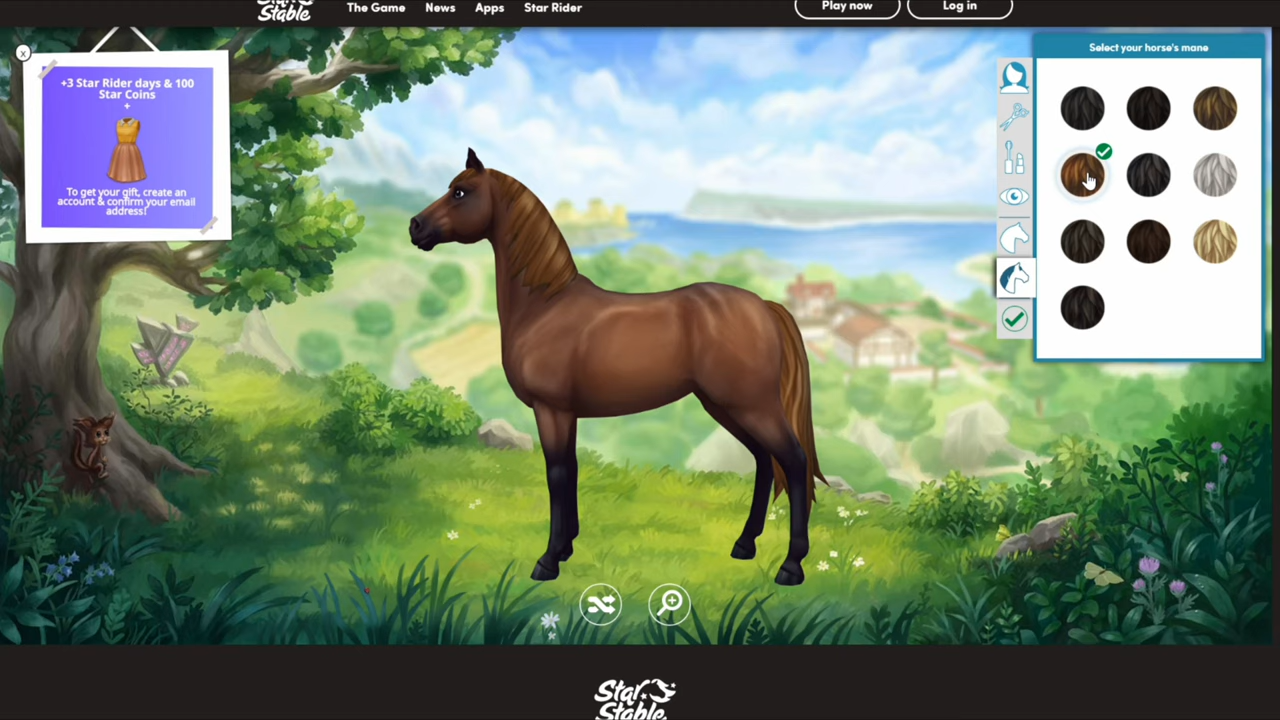 Star Stable
The Game
News
Apps
Star Rider
Play now
Log in
x
+3 Star Rider days & 100
Star Coins
+
To get your gift, create an
account & confirm your email
address!
Select your horse's mane
Star
Stable